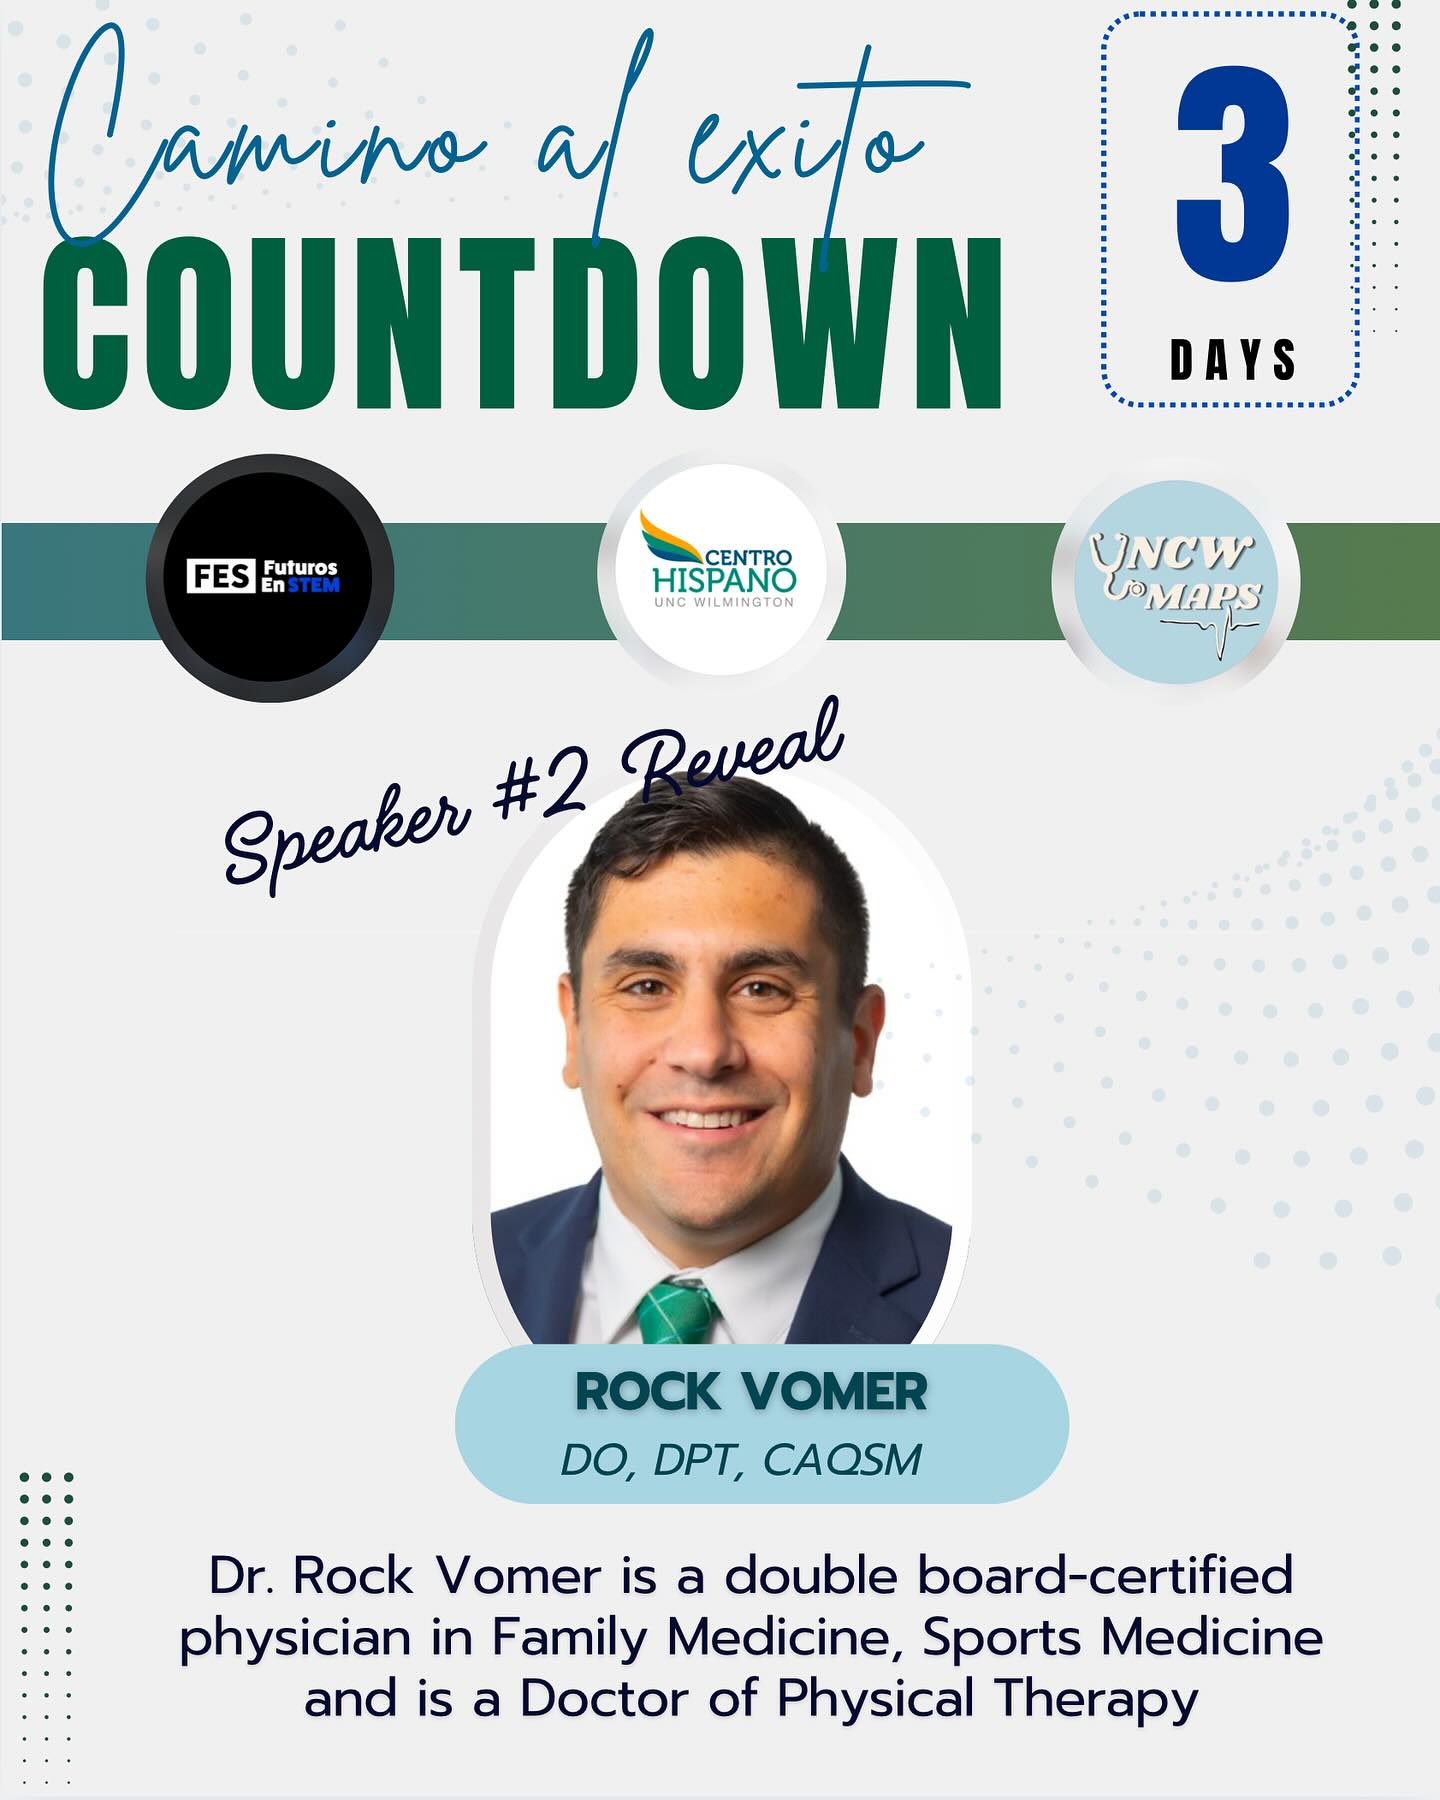 Camino al exito
COUNTDOWN
3
DAYS
FES Futuros
En STEM
CENTRO
HISPANO
UNC WILMINGTON
UNCW
MAPS
Speaker #2 Reveal
ROCK VOMER
DO, DPT, CAQSM
Dr. Rock Vomer is a double board-certified
physician in Family Medicine, Sports Medicine
and is a Doctor of Physical Therapy